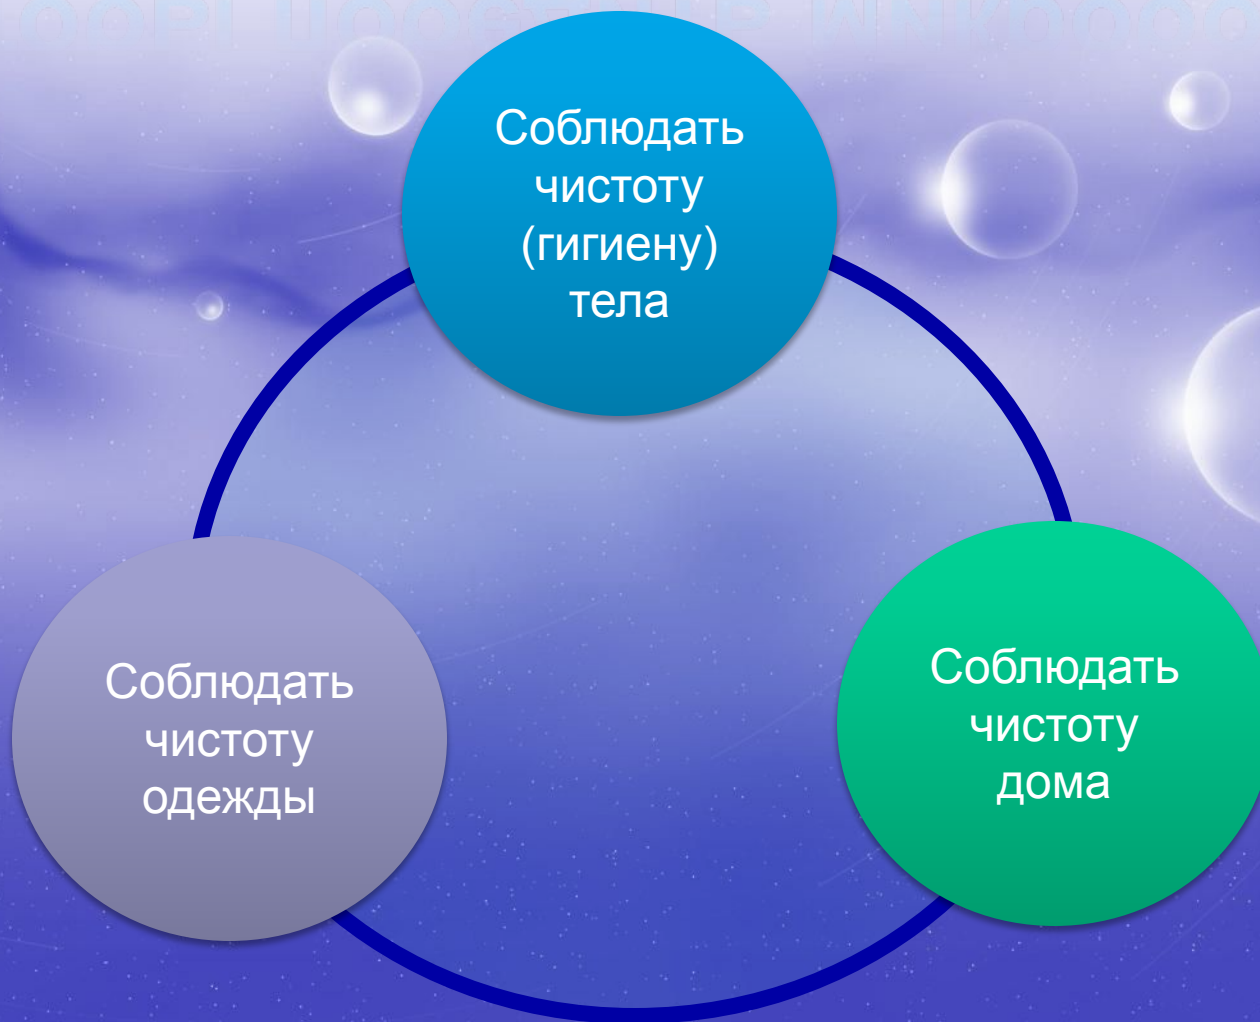 Соблюдать
чистоту
(гигиену)
тела
Соблюдать
чистоту
одежды
Соблюдать
чистоту
дома